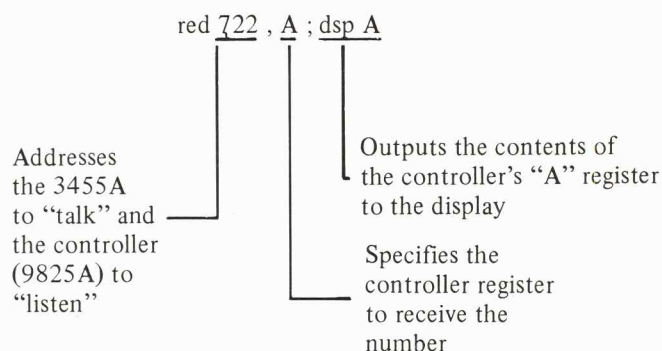 red 722 , A ; dsp A
Addresses
the 3455A
to “talk” and
the controller
(9825A) to
“listen”
Outputs the contents of
the controller’s “A” register
to the display
Specifies the
controller register
to receive the
number